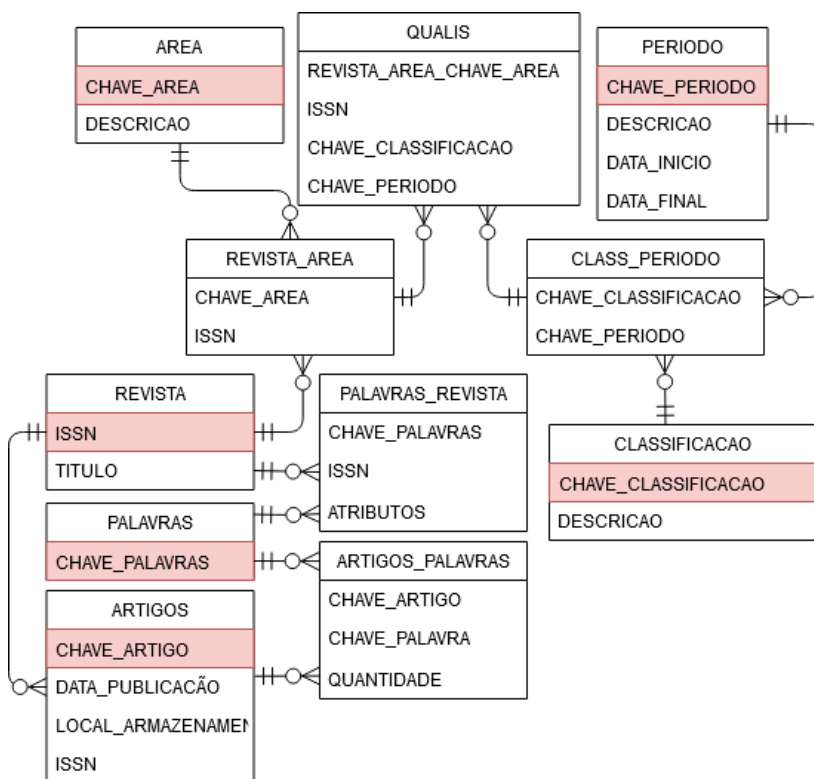 AREA
CHAVE_AREA
DESCRICAO
QUALIS
REVISTA_AREA_CHAVE_AREA
ISSN
CHAVE_CLASSIFICACAO
CHAVE_PERIODO
PERIODO
CHAVE_PERIODO
DESCRICAO
DATA_INICIO
DATA_FINAL
REVISTA_AREA
CHAVE_AREA
ISSN
CLASS_PERIODO
CHAVE_CLASSIFICACAO
CHAVE_PERIODO
REVISTA
ISSN
TITULO
PALAVRAS_REVISTA
CHAVE_PALAVRAS
ISSN
ATRIBUTOS
CLASSIFICACAO
CHAVE_CLASSIFICACAO
DESCRICAO
PALAVRAS
CHAVE_PALAVRAS
ARTIGOS_PALAVRAS
CHAVE_ARTIGO
CHAVE_PALAVRA
QUANTIDADE
ARTIGOS
CHAVE_ARTIGO
DATA_PUBLICACÃO
LOCAL_ARMAZENAMEN
ISSN